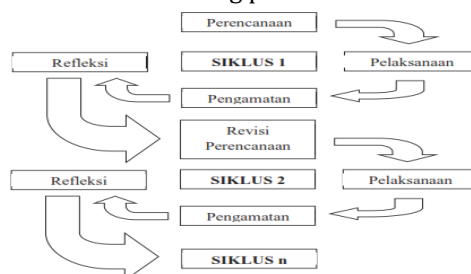 Perencanaan
Refleksi
SIKLUS 1
Pelaksanaan
Pengamatan
Revisi
Perencanaan
Refleksi
SIKLUS 2
Pelaksanaan
Pengamatan
SIKLUS n